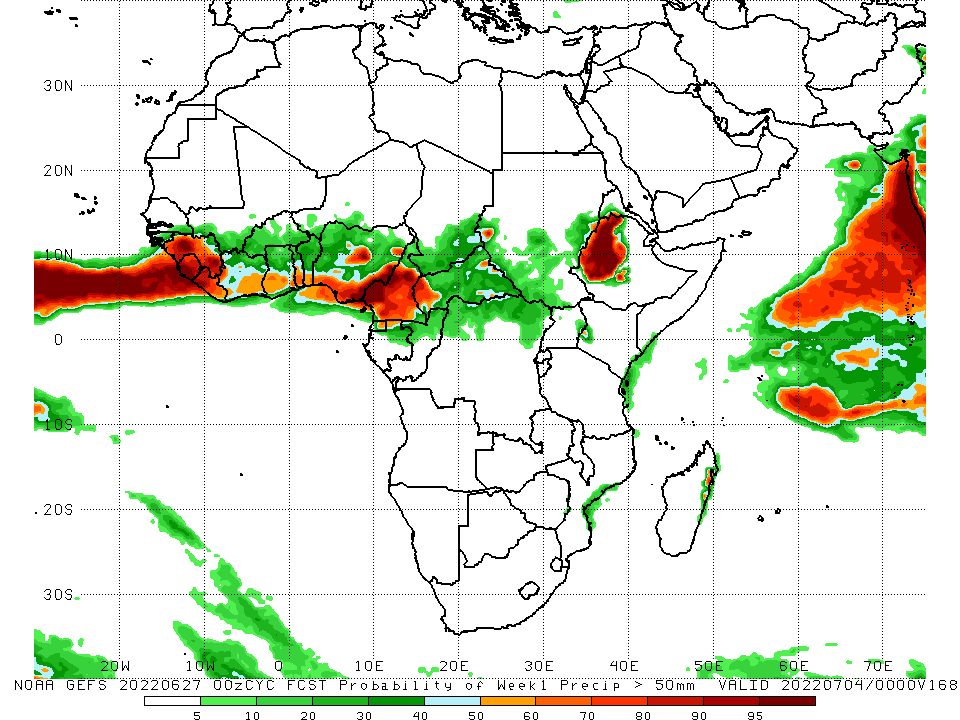 30N
20N
10N
0
10S
20S
30S
20W 10W 0 10E 20E 30E 40E 50E 60E 70E
NOAA GEFS 20220627 00zCYC FCST Probability of Week1 Precip > 50mm VALID 20220704/0000V168
5 10 20 30 40 50 60 70 80 90 95